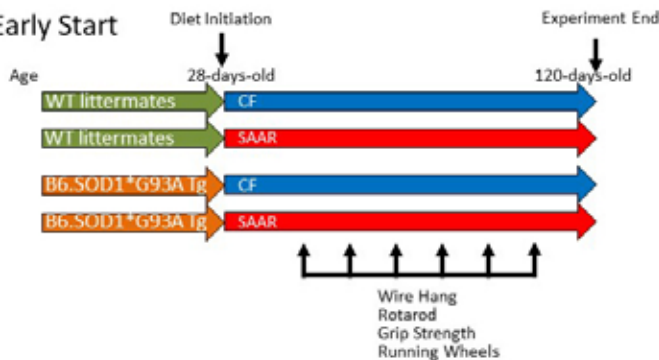 Early Start
Diet Initiation
Experiment End
Age
28-days-old
120-days-old
WT littermates
CF
WT littermates
SAAR
B6.SOD1*G93A Tg
CF
B6.SOD1*G93A Tg
SAAR
Wire Hang
Rotarod
Grip Strength
Running Wheels